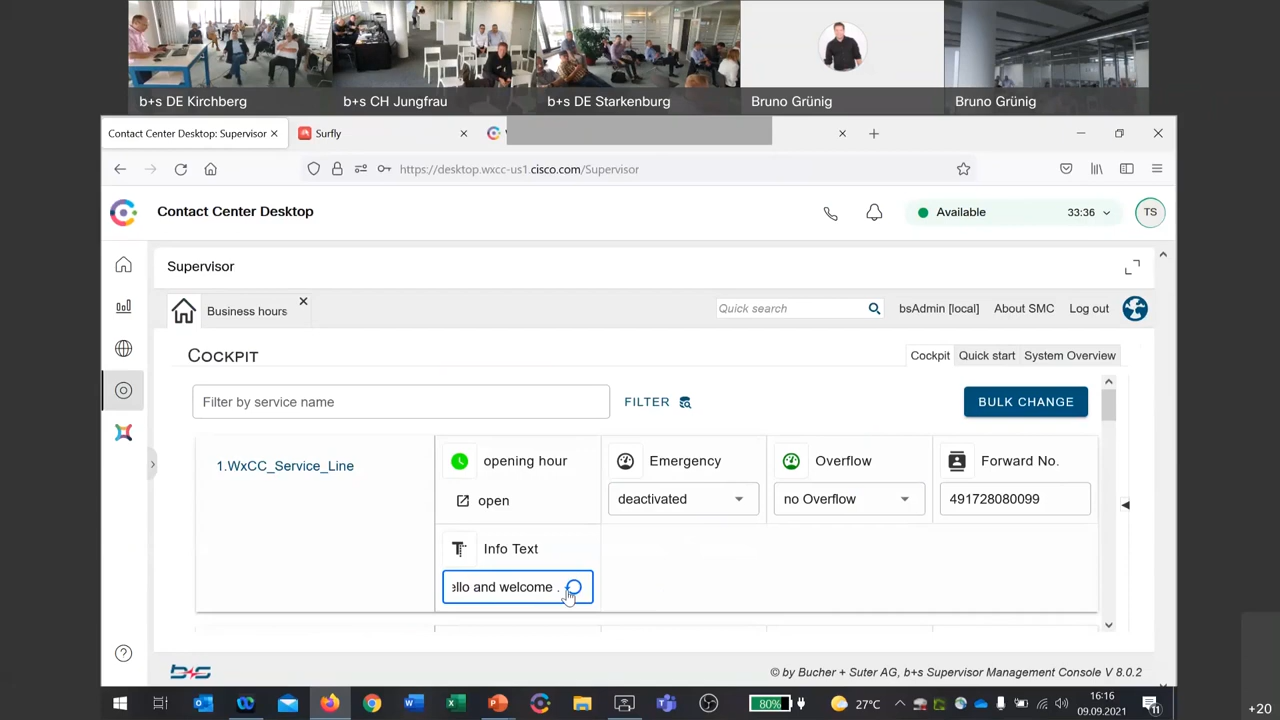 b+s DE Kirchberg
b+s CH Jungfrau
b+s DE Starkenburg
Bruno Grünig
Bruno Grünig
Contact Center Desktop: Supervisor
Surfly
https://desktop.wxcc-us1.cisco.com/Supervisor
Contact Center Desktop
Available
33:36
TS
Supervisor
Business hours
Quick search
bsAdmin [local]
About SMC
Log out
Cockpit
Cockpit
Quick start
System Overview
Filter by service name
FILTER
BULK CHANGE
1.WxCC_Service_Line
opening hour
Emergency
Overflow
Forward No.
open
deactivated
no Overflow
491728080099
Info Text
ello and welcome .
b+s
© by Bucher + Suter AG, b+s Supervisor Management Console V 8.0.2
80%
27°C
16:16
09.09.2021
11
+20